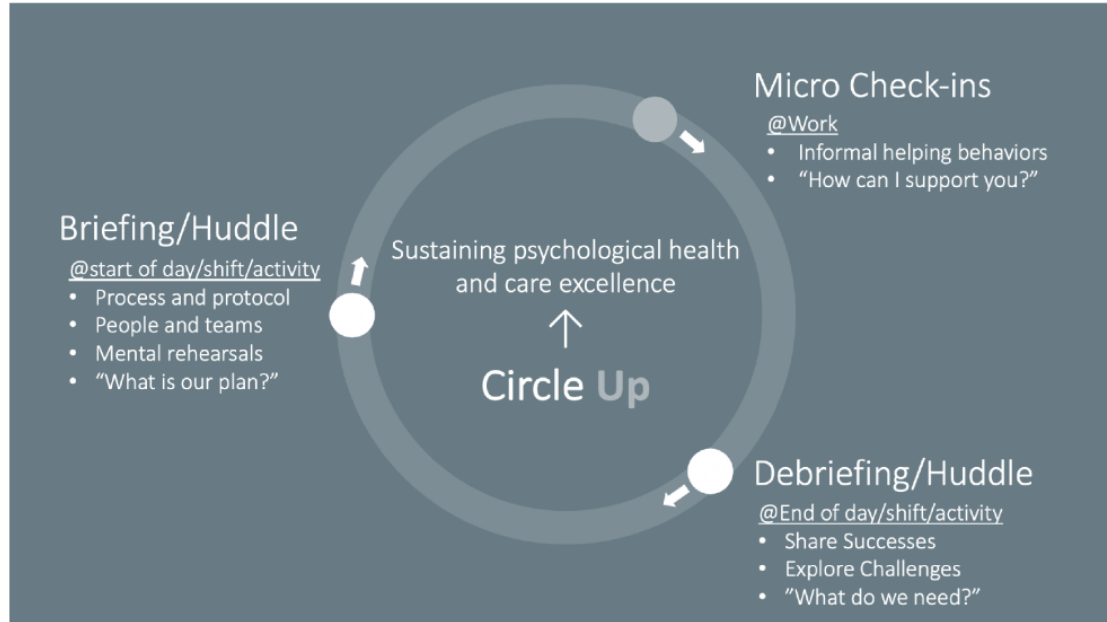 Micro Check-ins
@Work
• Informal helping behaviors
• “How can I support you?”
Briefing/Huddle
@start of day/shift/activity
• Process and protocol
• People and teams
• Mental rehearsals
• “What is our plan?”
Sustaining psychological health
and care excellence
Circle Up
Debriefing/Huddle
@End of day/shift/activity
• Share Successes
• Explore Challenges
• ”What do we need?”